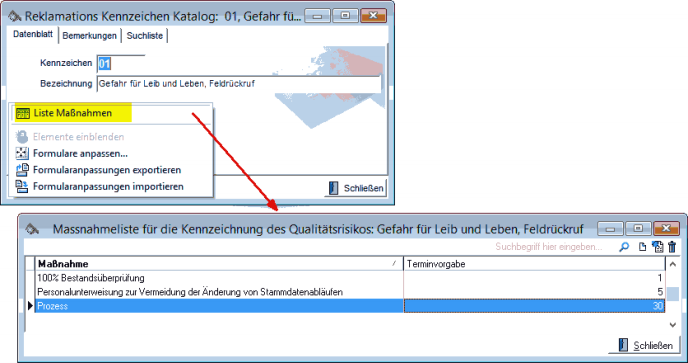 Reklamations Kennzeichen Katalog: 01, Gefahr fü...
Datenblatt Bemerkungen Suchliste
Kennzeichen 01
Bezeichnung Gefahr für Leib und Leben, Feldrückruf
Liste Maßnahmen
Elemente einblenden
Formulare anpassen...
Formularanpassungen exportieren
Formularanpassungen importieren
Schließen
Massnahmeliste für die Kennzeichnung des Qualitätsrisikos: Gefahr für Leib und Leben, Feldrückruf
Suchbegriff hier eingeben...
Maßnahme Terminvorgabe
100% Bestandsüberprüfung 1
Personalunterweisung zur Vermeidung der Änderung von Stammdatenabläufen 5
Prozess 30
Schließen